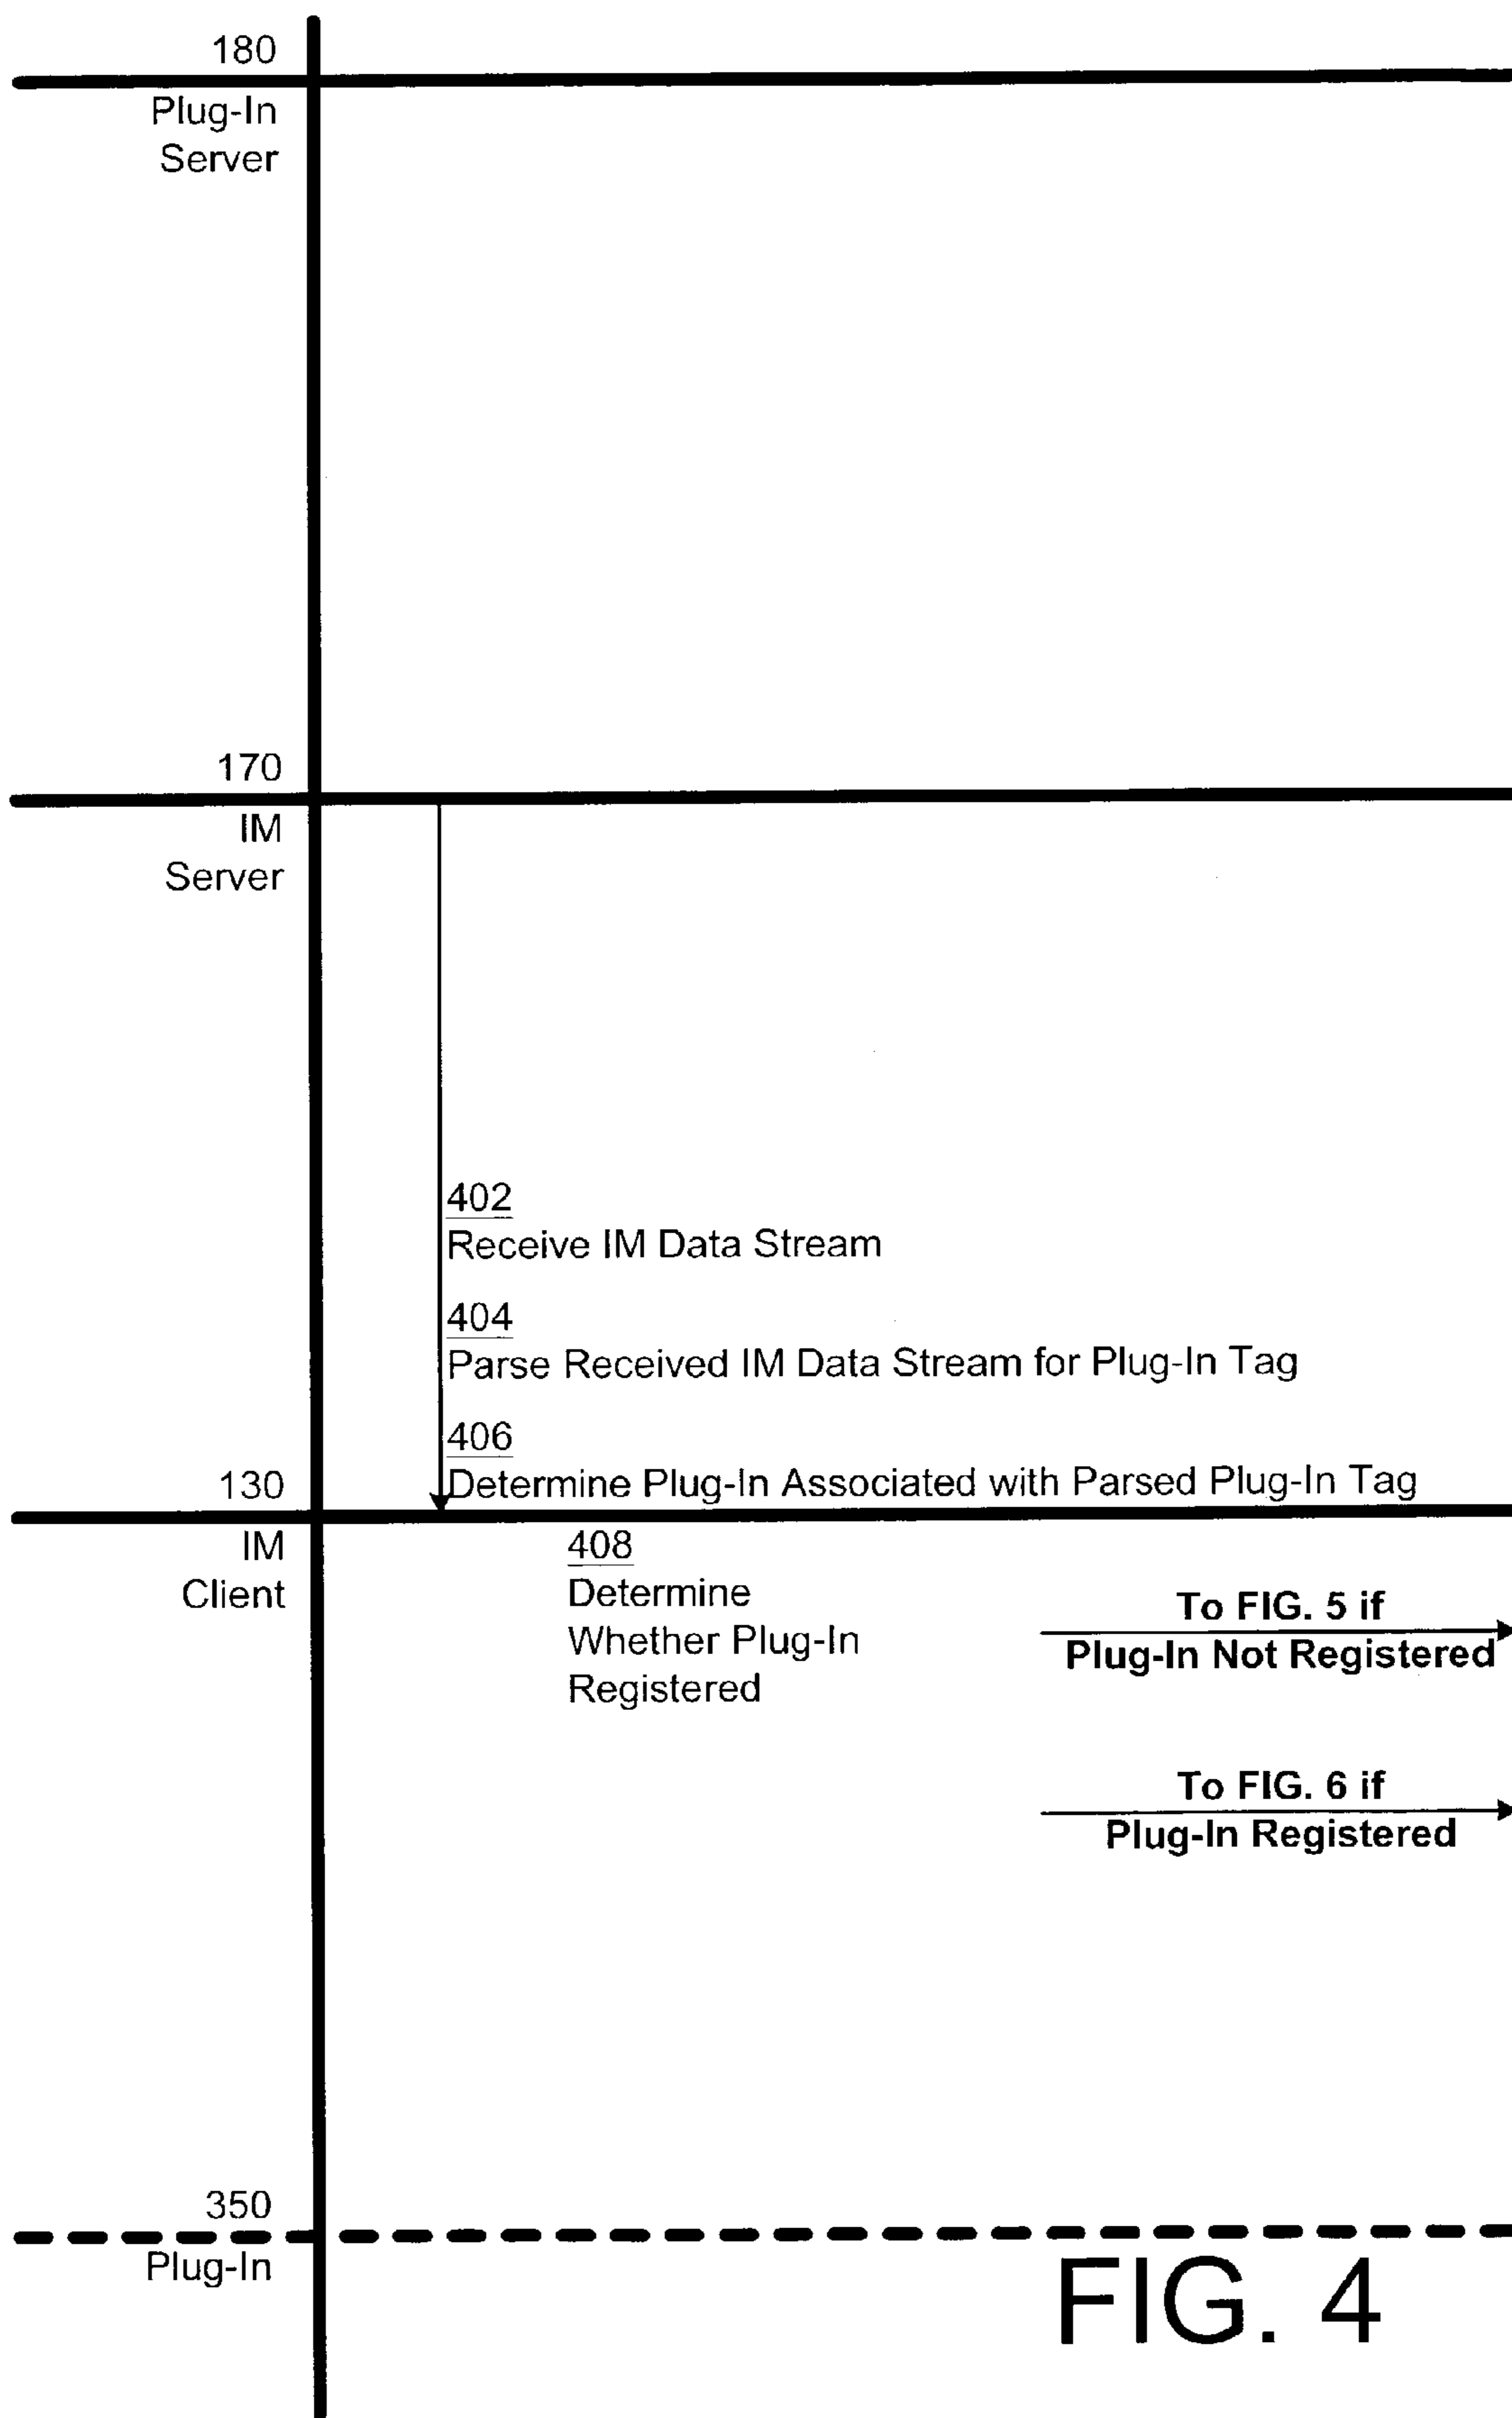 180
Plug-In
Server
170
IM
Server
402
Receive IM Data Stream
404
Parse Received IM Data Stream for Plug-In Tag
406
Determine Plug-In Associated with Parsed Plug-In Tag
130
IM
Client
408
Determine
Whether Plug-In
Registered
To FIG. 5 if
Plug-In Not Registered
To FIG. 6 if
Plug-In Registered
350
Plug-In
FIG. 4